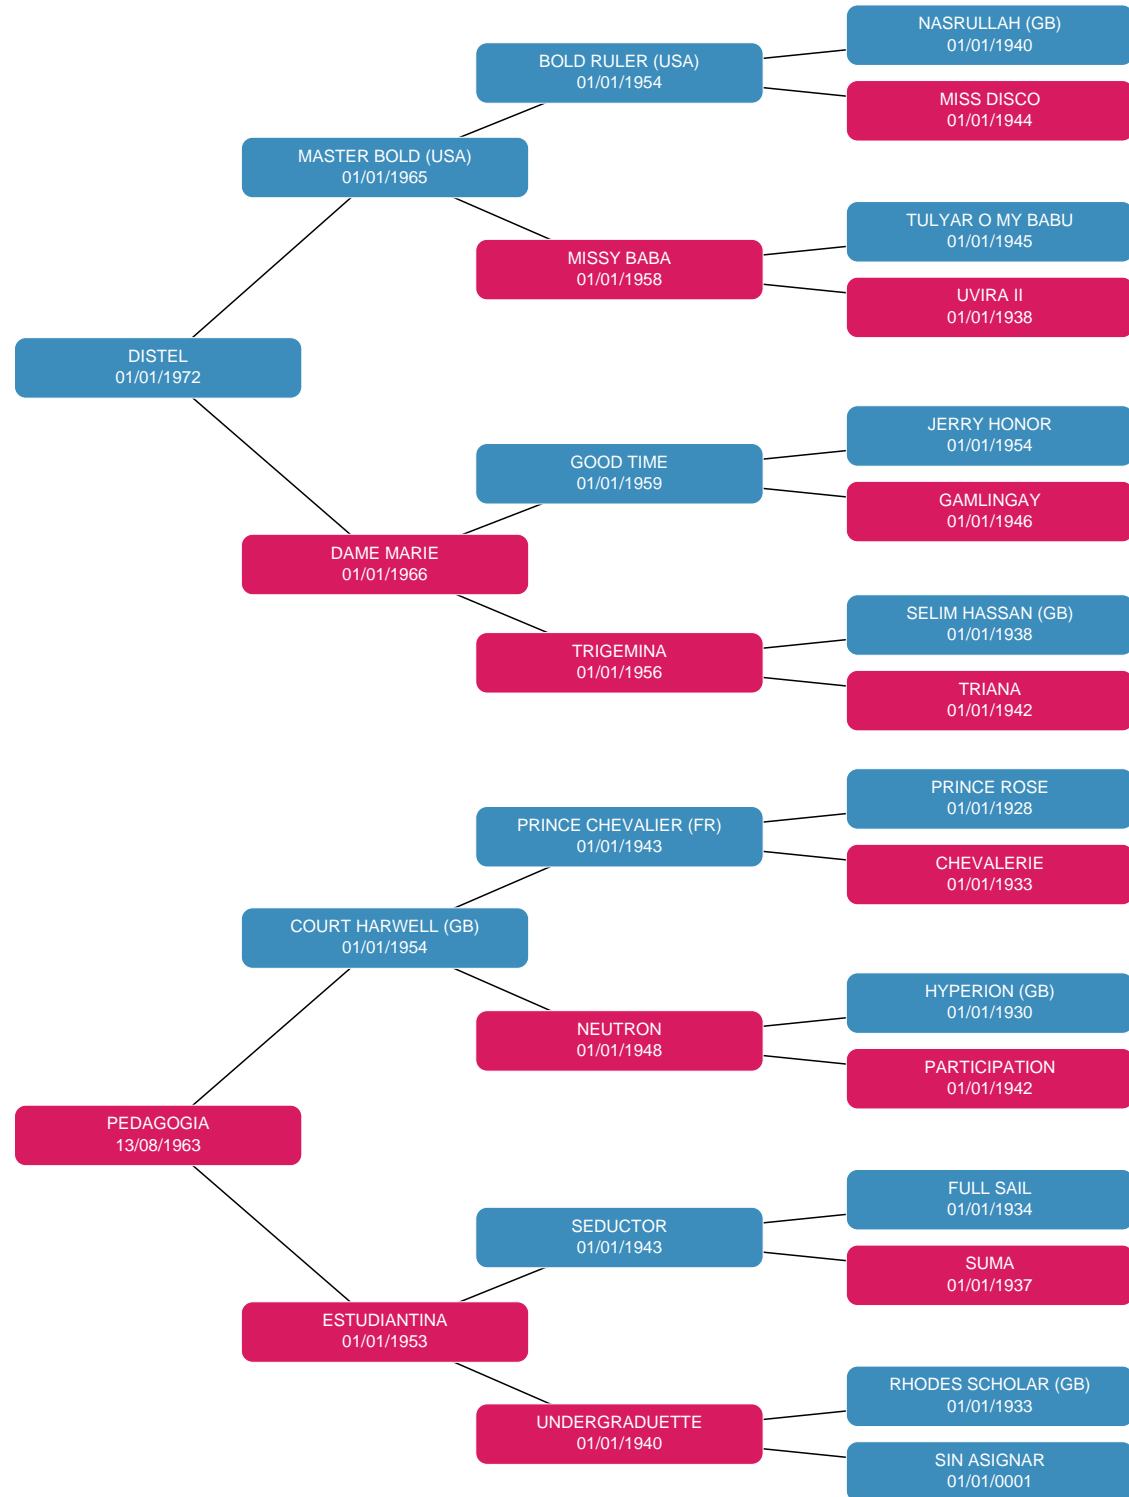 NASRULLAH (GB)
01/01/1940
BOLD RULER (USA)
01/01/1954
MISS DISCO
01/01/1944
MASTER BOLD (USA)
01/01/1965
TULYAR O MY BABU
01/01/1945
MISSY BABA
01/01/1958
UVIRA II
01/01/1938
DISTEL
01/01/1972
JERRY HONOR
01/01/1954
GOOD TIME
01/01/1959
GAMLINGAY
01/01/1946
DAME MARIE
01/01/1966
SELIM HASSAN (GB)
01/01/1938
TRIGEMINA
01/01/1956
TRIANA
01/01/1942
PRINCE ROSE
01/01/1928
PRINCE CHEVALIER (FR)
01/01/1943
CHEVALERIE
01/01/1933
COURT HARWELL (GB)
01/01/1954
HYPERION (GB)
01/01/1930
NEUTRON
01/01/1948
PARTICIPATION
01/01/1942
PEDAGOGIA
13/08/1963
FULL SAIL
01/01/1934
SEDUCTOR
01/01/1943
SUMA
01/01/1937
ESTUDIANTINA
01/01/1953
RHODES SCHOLAR (GB)
01/01/1933
UNDERGRADUETTE
01/01/1940
SIN ASIGNAR
01/01/0001